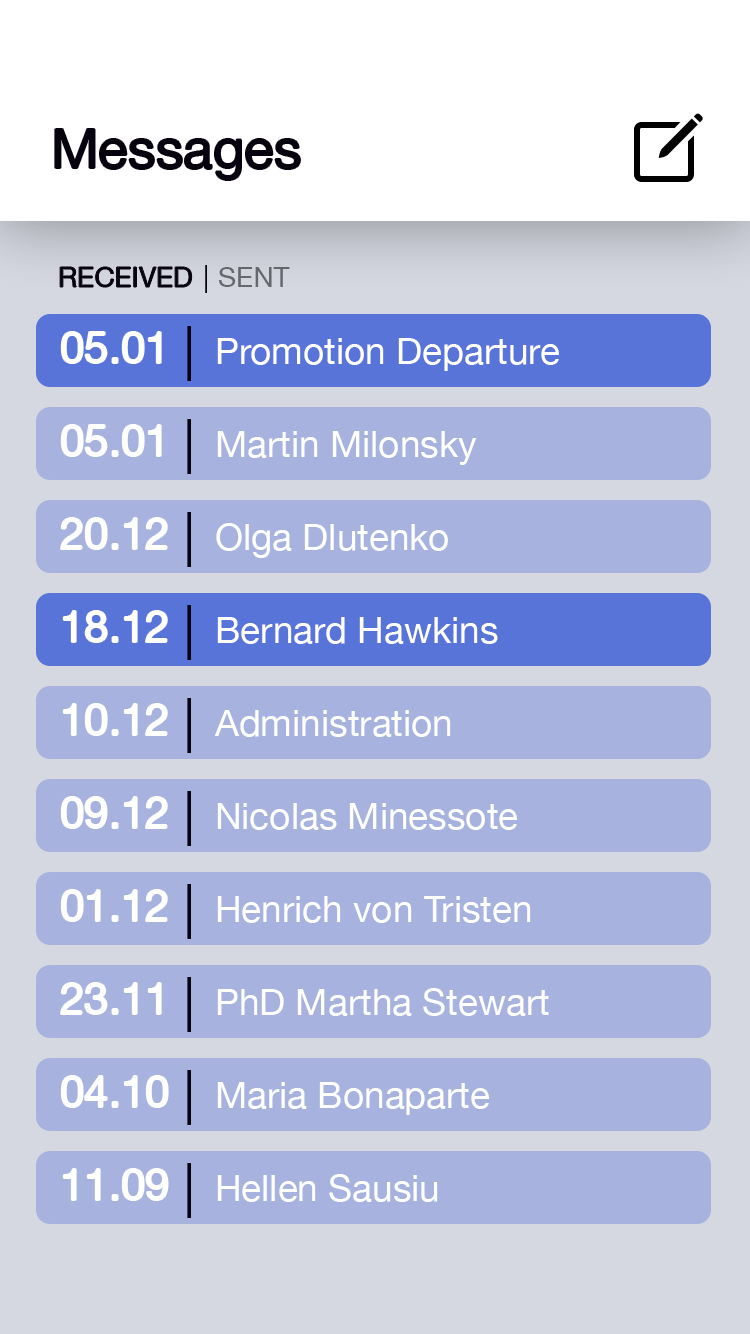 Messages
RECEIVED | SENT
05.01 | Promotion Departure
05.01 | Martin Milonsky
20.12 | Olga Dlutenko
18.12 | Bernard Hawkins
10.12 | Administration
09.12 | Nicolas Minessote
01.12 | Henrich von Tristen
23.11 | PhD Martha Stewart
04.10 | Maria Bonaparte
11.09 | Hellen Sausiu